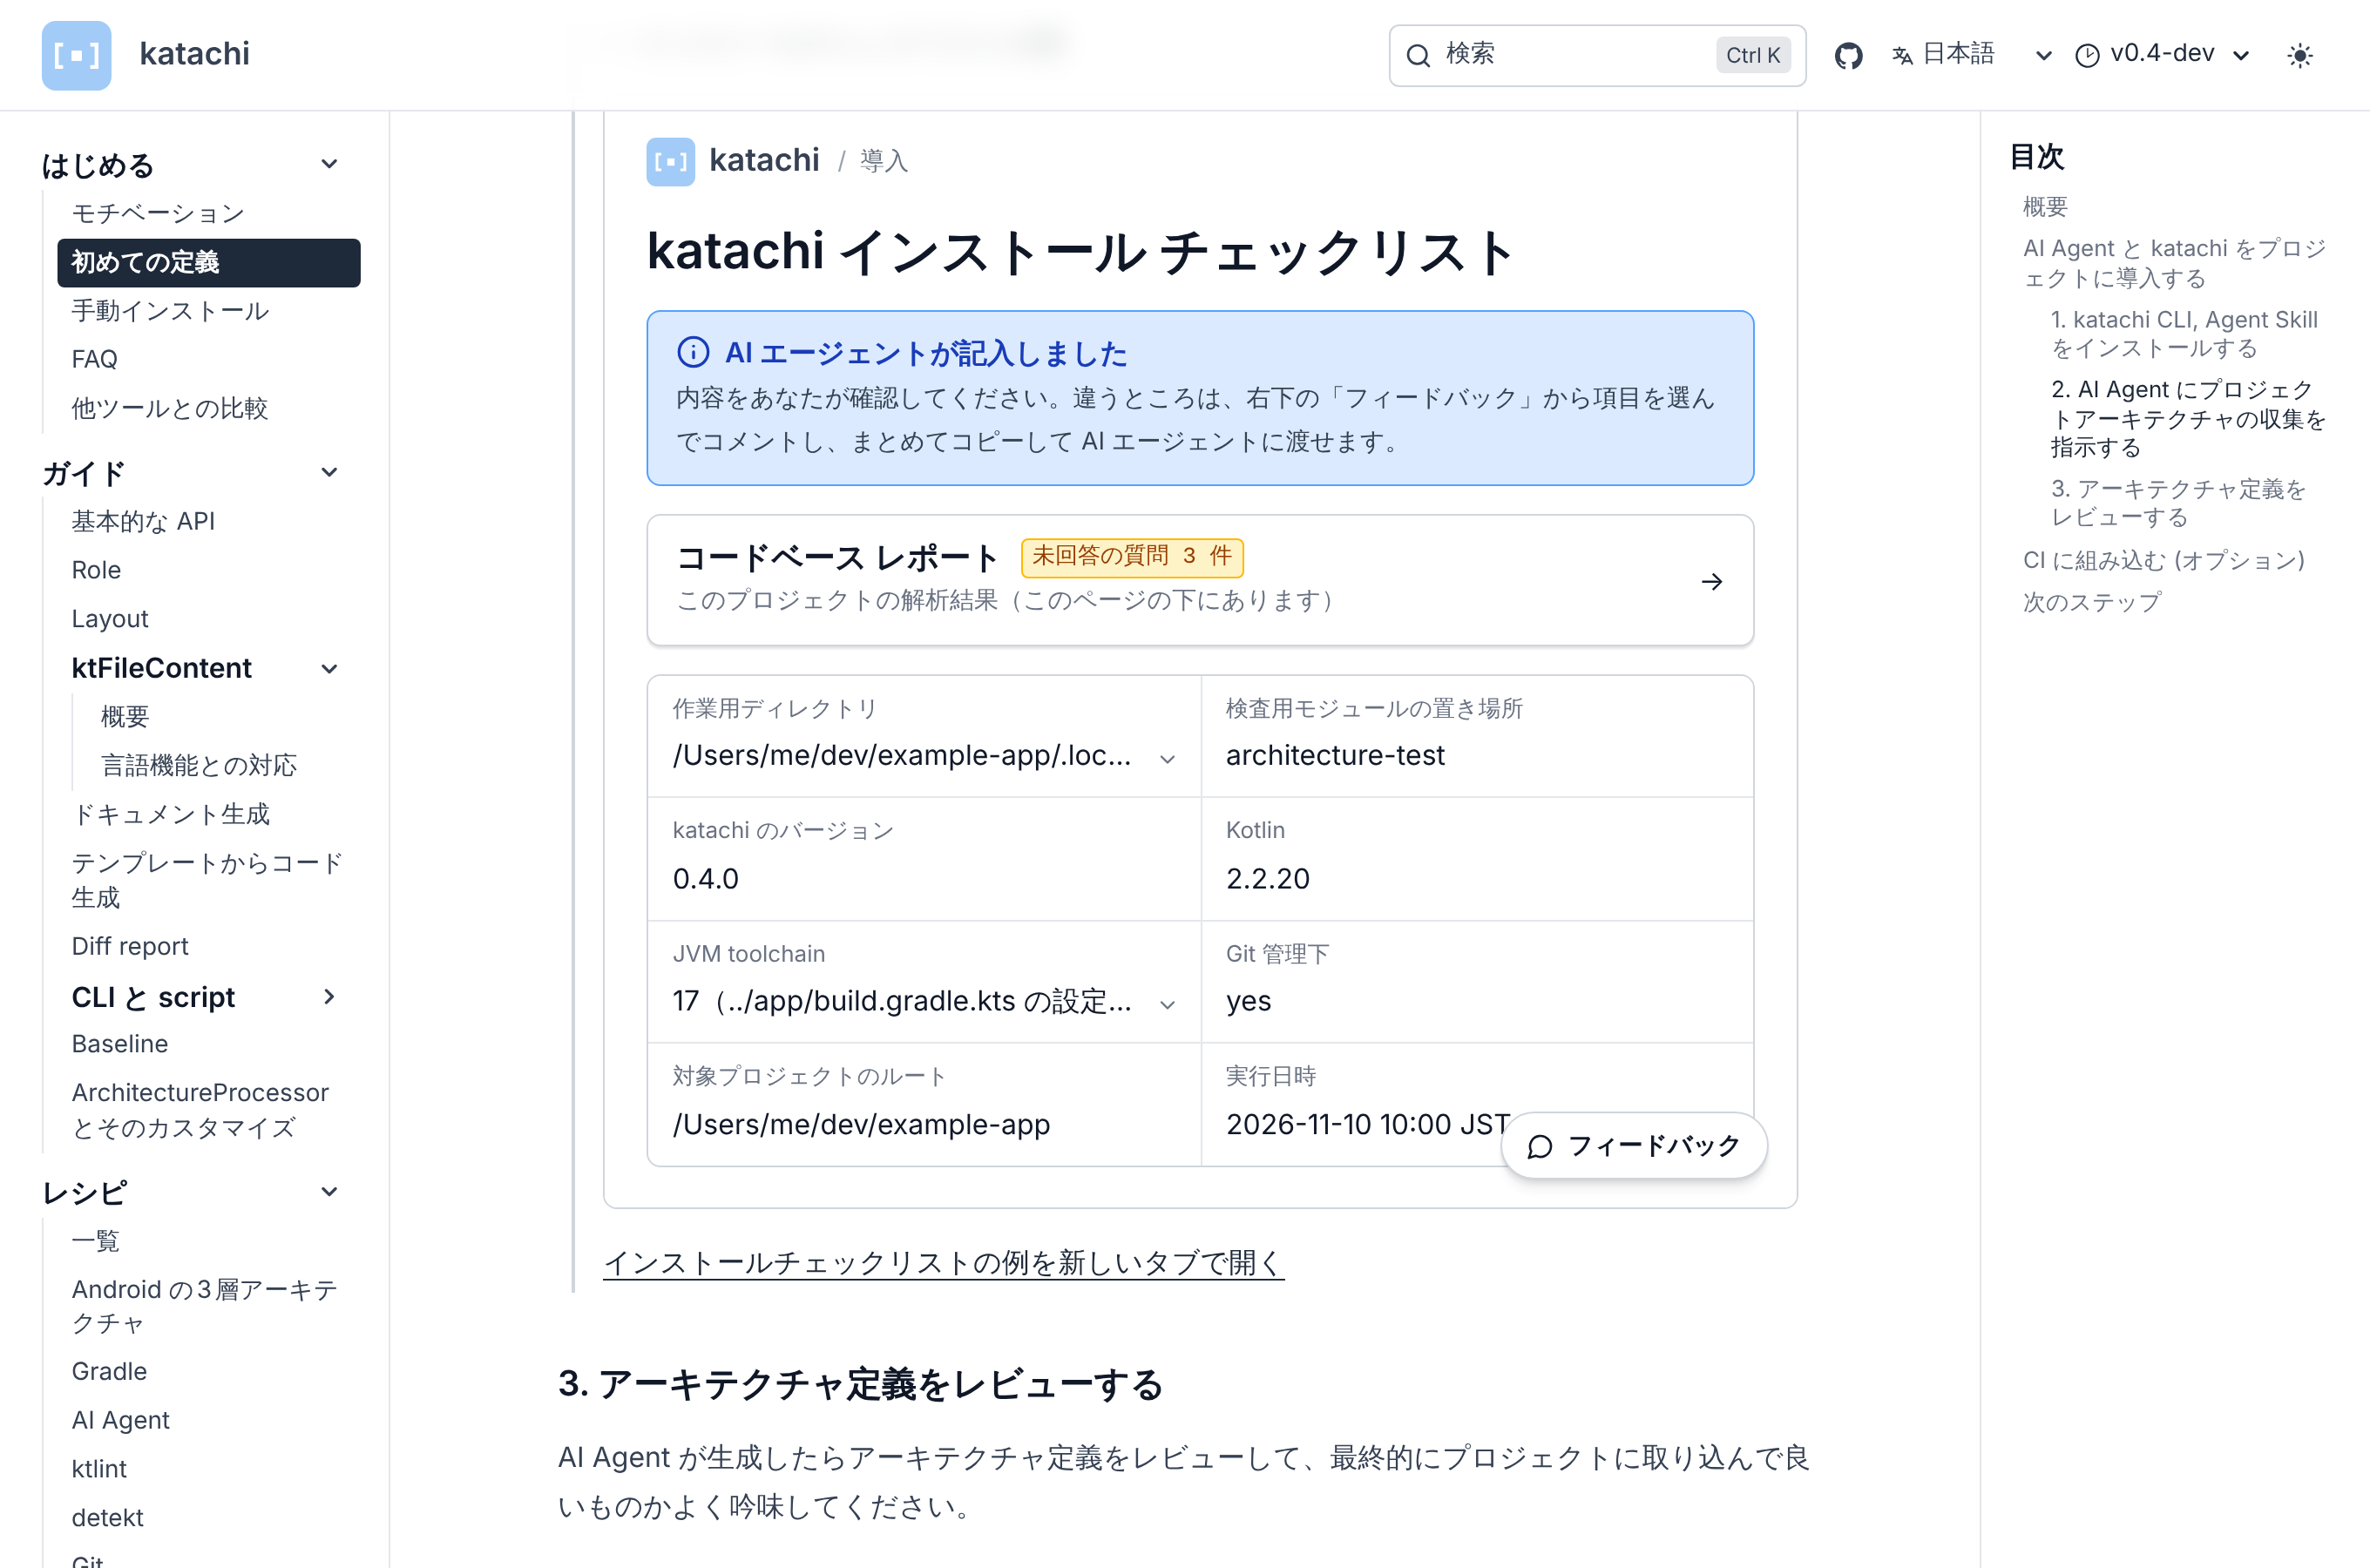 katachi
検索
Ctrl K
日本語
v0.4-dev
はじめる
モチベーション
初めての定義
手動インストール
FAQ
他ツールとの比較
ガイド
基本的な API
Role
Layout
ktFileContent
概要
言語機能との対応
ドキュメント生成
テンプレートからコード
生成
Diff report
CLI と script
Baseline
ArchitectureProcessor
とそのカスタマイズ
レシピ
一覧
Android の3層アーキテ
クチャ
Gradle
AI Agent
ktlint
detekt
Git
katachi / 導入
katachi インストール チェックリスト
AI エージェントが記入しました
内容をあなたが確認してください。違うところは、右下の「フィードバック」から項目を選ん
でコメントし、まとめてコピーして AI エージェントに渡せます。
コードベース レポート
未回答の質問 3 件
このプロジェクトの解析結果（このページの下にあります）
作業用ディレクトリ
/Users/me/dev/example-app/.loc...
検査用モジュールの置き場所
architecture-test
katachi のバージョン
0.4.0
Kotlin
2.2.20
JVM toolchain
17（../app/build.gradle.kts の設定...
Git 管理下
yes
対象プロジェクトのルート
/Users/me/dev/example-app
実行日時
2026-11-10 10:00 JST
フィードバック
インストールチェックリストの例を新しいタブで開く
3. アーキテクチャ定義をレビューする
AI Agent が生成したらアーキテクチャ定義をレビューして、最終的にプロジェクトに取り込んで良
いものかよく吟味してください。
目次
概要
AI Agent と katachi をプロジ
ェクトに導入する
1. katachi CLI, Agent Skill
をインストールする
2. AI Agent にプロジェク
トアーキテクチャの収集を
指示する
3. アーキテクチャ定義を
レビューする
CI に組み込む (オプション)
次のステップ